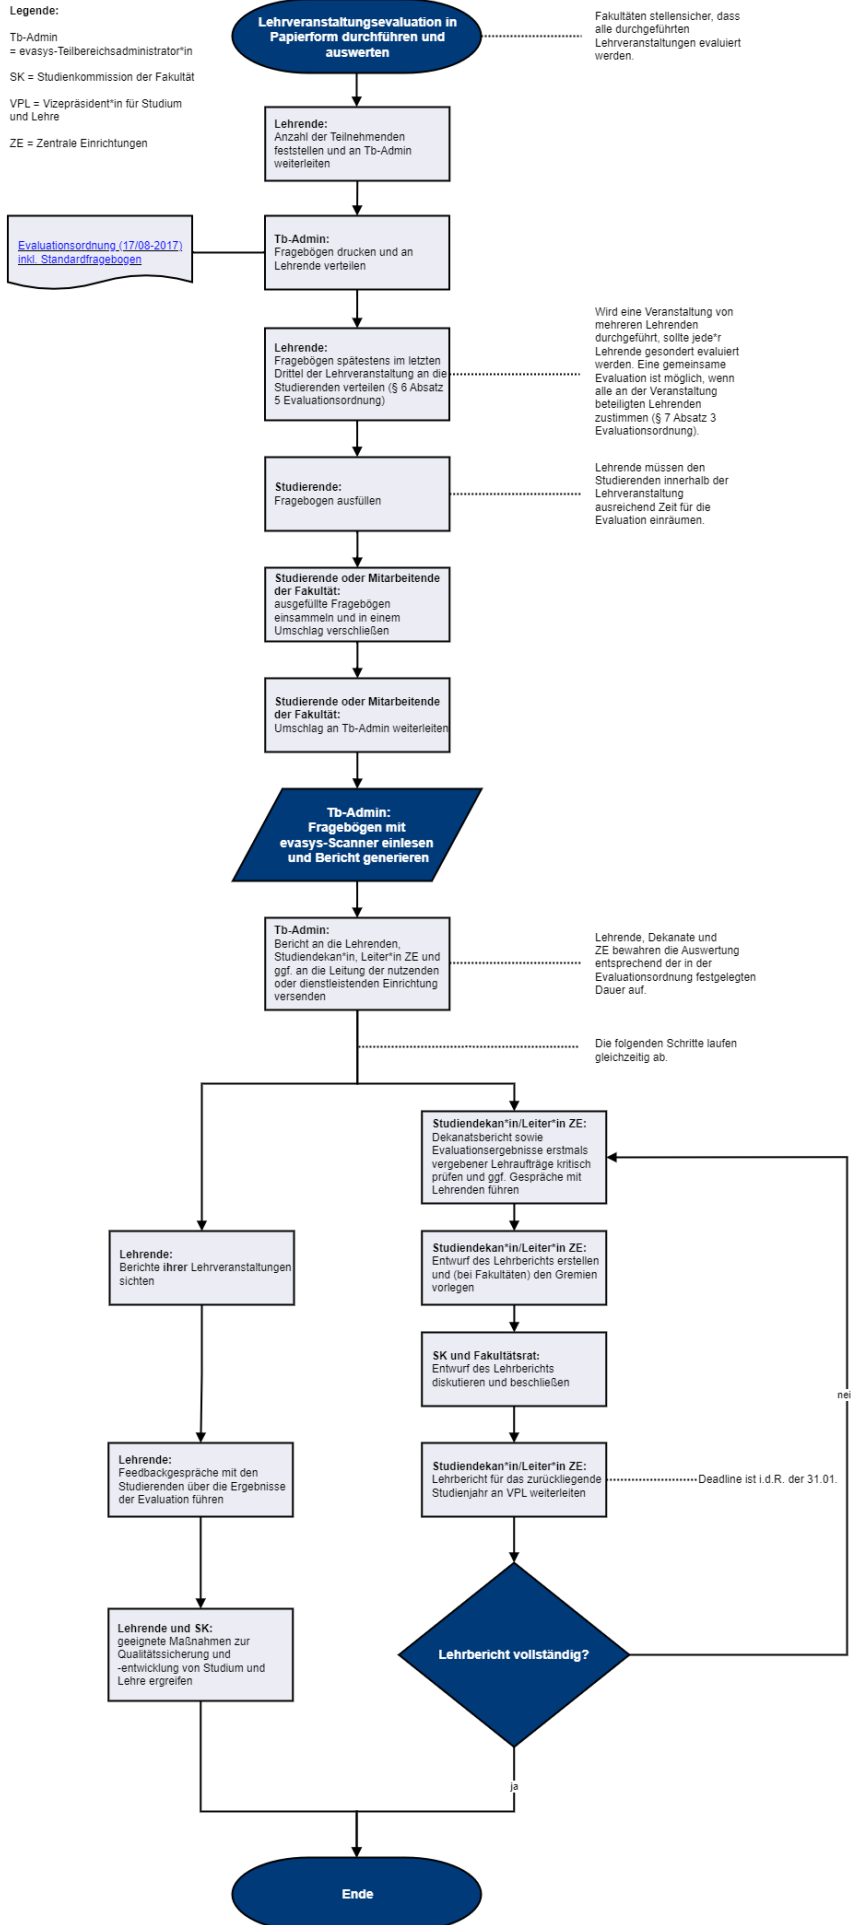 Legende:
Tb-Admin
= evasys-Teilbereichsadministrator*in
SK = Studienkommission der Fakultät
VPL = Vizepräsident*in für Studium
und Lehre
ZE = Zentrale Einrichtungen
Lehrveranstaltungsevaluation in
Papierform durchführen und
auswerten
Fakultäten stellensicher, dass
alle durchgeführten
Lehrveranstaltungen evaluiert
werden.
Lehrende:
Anzahl der Teilnehmenden
feststellen und an Tb-Admin
weiterleiten
Evaluationsordnung (17/08-2017)
inkl. Standardfragebogen
Tb-Admin:
Fragebögen drucken und an
Lehrende verteilen
Lehrende:
Fragebögen spätestens im letzten
Drittel der Lehrveranstaltung an die
Studierenden verteilen (§ 6 Absatz
5 Evaluationsordnung)
Wird eine Veranstaltung von
mehreren Lehrenden
durchgeführt, sollte jede*r
Lehrende gesondert evaluiert
werden. Eine gemeinsame
Evaluation ist möglich, wenn
alle an der Veranstaltung
beteiligten Lehrenden
zustimmen (§ 7 Absatz 3
Evaluationsordnung).
Studierende:
Fragebogen ausfüllen
Lehrende müssen den
Studierenden innerhalb der
Lehrveranstaltung
ausreichend Zeit für die
Evaluation einräumen.
Studierende oder Mitarbeitende
der Fakultät:
ausgefüllte Fragebögen
einsammeln und in einem
Umschlag verschließen
Studierende oder Mitarbeitende
der Fakultät:
Umschlag an Tb-Admin weiterleiten
Tb-Admin:
Fragebögen mit
evasys-Scanner einlesen
und Bericht generieren
Tb-Admin:
Bericht an die Lehrenden,
Studiendekan*in, Leiter*in ZE und
ggf. an die Leitung der nutzenden
oder dienstleistenden Einrichtung
versenden
Lehrende, Dekanate und
ZE bewahren die Auswertung
entsprechend der in der
Evaluationsordnung festgelegten
Dauer auf.
Die folgenden Schritte laufen
gleichzeitig ab.
Studiendekan*in/Leiter*in ZE:
Dekanatsbericht sowie
Evaluationsergebnisse erstmals
vergebener Lehraufträge kritisch
prüfen und ggf. Gespräche mit
Lehrenden führen
Lehrende:
Berichte ihrer Lehrveranstaltungen
sichten
Studiendekan*in/Leiter*in ZE:
Entwurf des Lehrberichts erstellen
und (bei Fakultäten) den Gremien
vorlegen
SK und Fakultätsrat:
Entwurf des Lehrberichts
diskutieren und beschließen
nei
Lehrende:
Feedbackgespräche mit den
Studierenden über die Ergebnisse
der Evaluation führen
Studiendekan*in/Leiter*in ZE:
Lehrbericht für das zurückliegende
Studienjahr an VPL weiterleiten
Deadline ist i.d.R. der 31.01.
Lehrende und SK:
geeignete Maßnahmen zur
Qualitätssicherung und
-entwicklung von Studium und
Lehre ergreifen
Lehrbericht vollständig?
ja
Ende